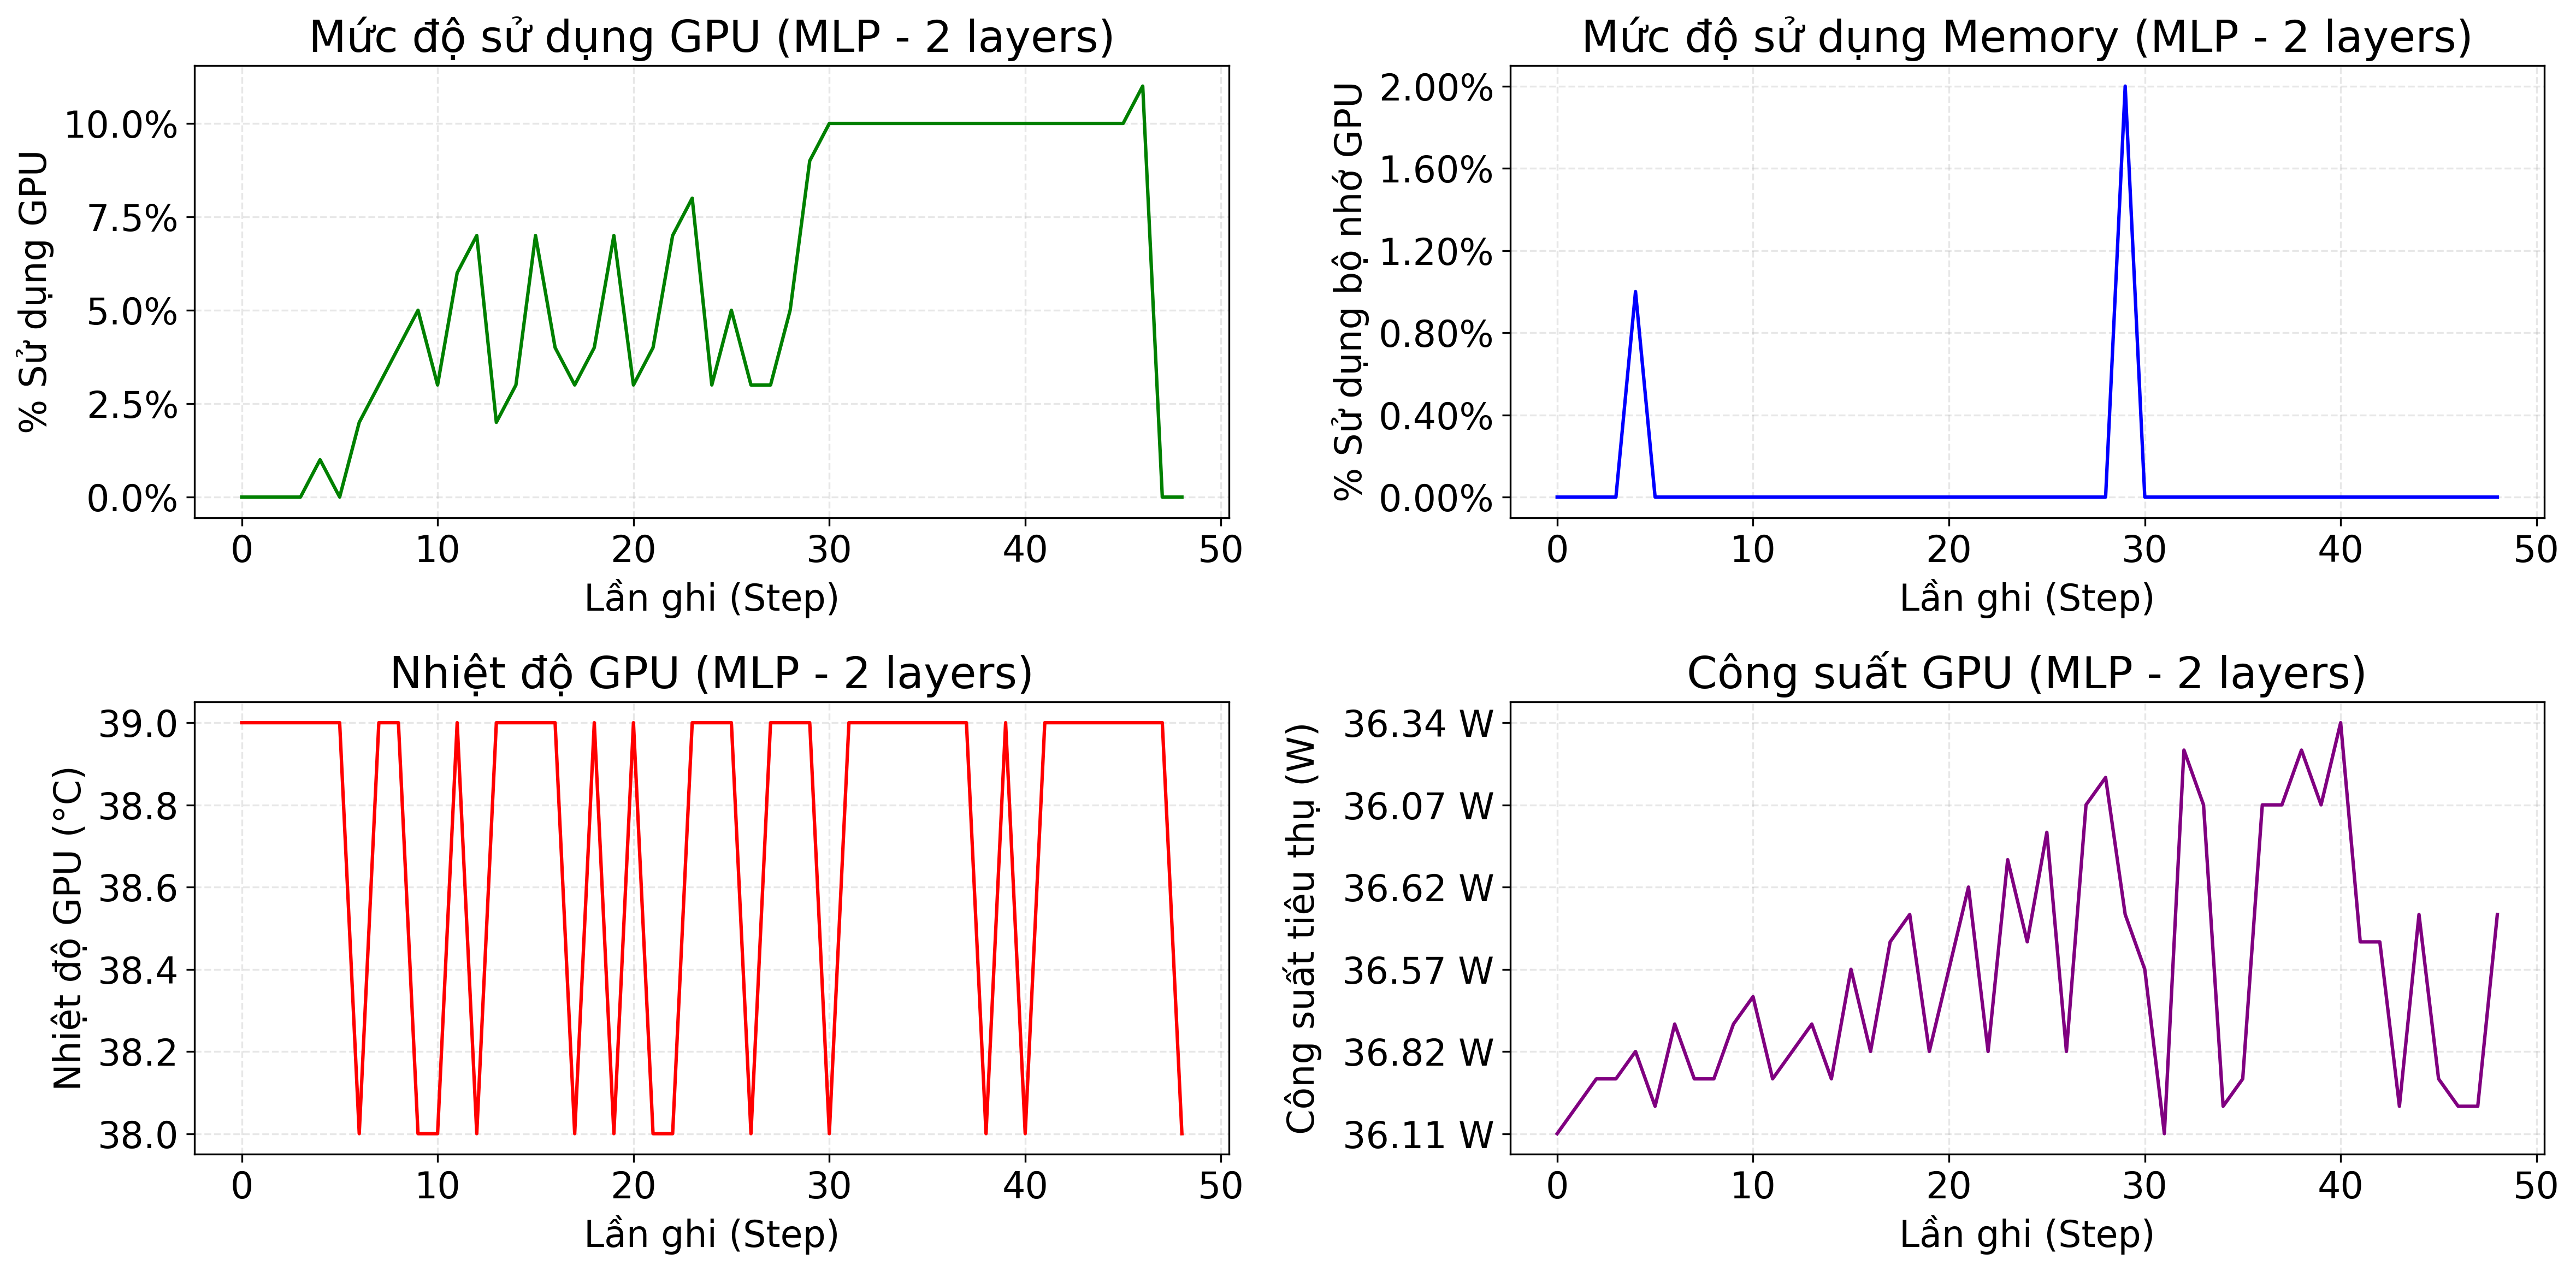 Mức độ sử dụng GPU (MLP - 2 layers)
% Sử dụng GPU
10.0%
7.5%
5.0%
2.5%
0.0%
0 10 20 30 40 50
Lần ghi (Step)
Mức độ sử dụng Memory (MLP - 2 layers)
% Sử dụng bộ nhớ GPU
2.00%
1.60%
1.20%
0.80%
0.40%
0.00%
0 10 20 30 40 50
Lần ghi (Step)
Nhiệt độ GPU (MLP - 2 layers)
Nhiệt độ GPU (°C)
39.0
38.8
38.6
38.4
38.2
38.0
0 10 20 30 40 50
Lần ghi (Step)
Công suất GPU (MLP - 2 layers)
Công suất tiêu thụ (W)
36.34 W
36.07 W
36.62 W
36.57 W
36.82 W
36.11 W
0 10 20 30 40 50
Lần ghi (Step)